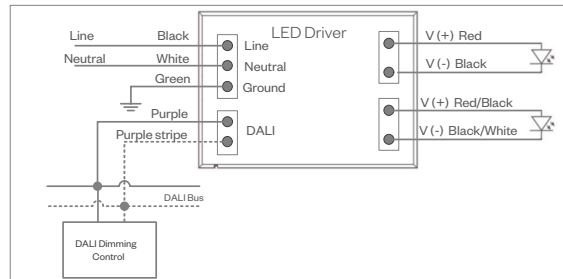 LED Driver
Line Black Line
Neutral White Neutral
Green Ground
Purple
DALI
Purple stripe
V (+) Red
V (-) Black
V (+) Red/Black
V (-) Black/White
DALI Bus
DALI Dimming
Control